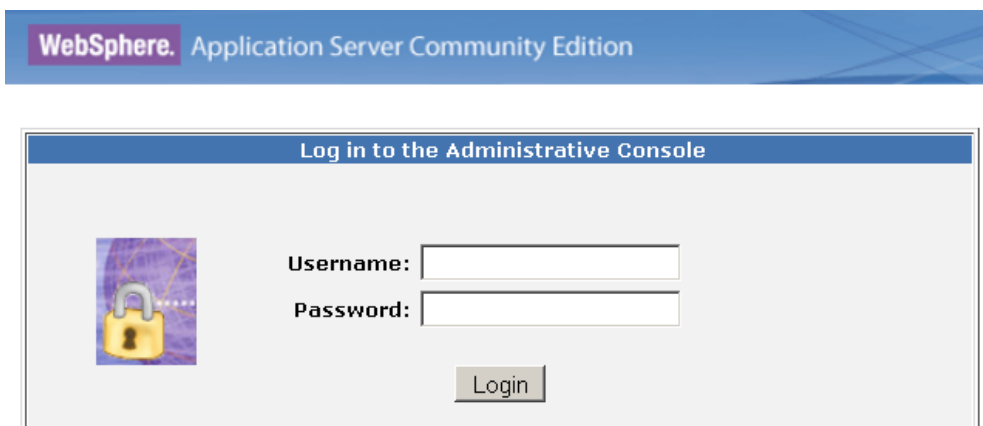 WebSphere. Application Server Community Edition
Log in to the Administrative Console
Username:
Password:
Login